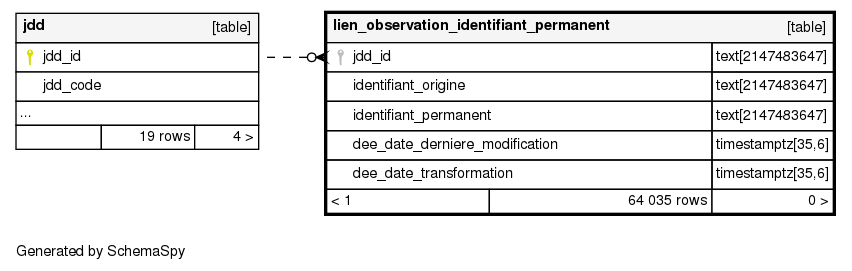 jdd [table]
jdd_id
jdd_code
...
19 rows 4 >
lien_observation_identifiant_permanent [table]
jdd_id text[2147483647]
identifiant_origine text[2147483647]
identifiant_permanent text[2147483647]
dee_date_derniere_modification timestamptz[35,6]
dee_date_transformation timestamptz[35,6]
< 1 64 035 rows 0 >
Generated by SchemaSpy